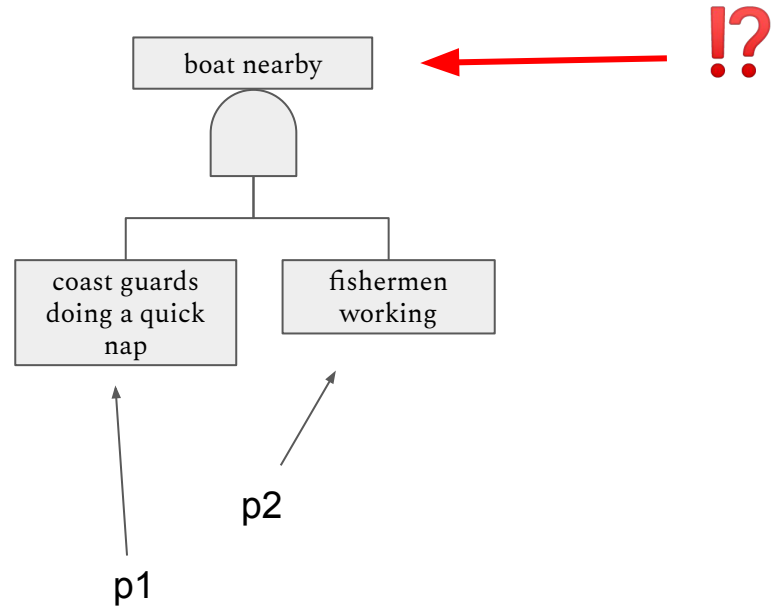 ⁉️
boat nearby
coast guards
doing a quick
nap
fishermen
working
p2
p1